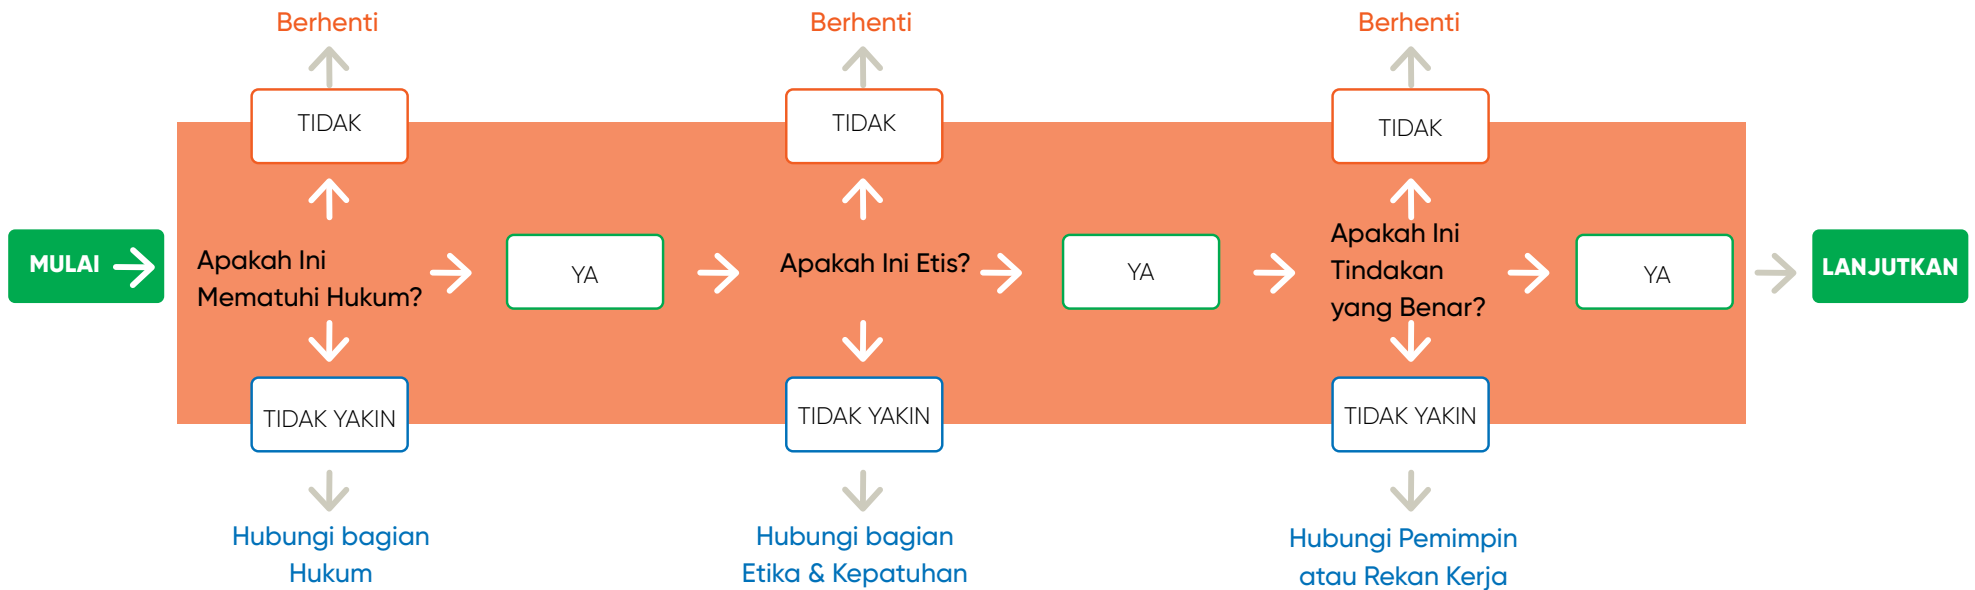 Berhenti
Berhenti
Berhenti
TIDAK
TIDAK
TIDAK
MULAI
Apakah Ini
Mematuhi Hukum?
YA
Apakah Ini Etis?
YA
Apakah Ini
Tindakan
yang Benar?
YA
LANJUTKAN
TIDAK YAKIN
TIDAK YAKIN
TIDAK YAKIN
Hubungi bagian
Hukum
Hubungi bagian
Etika & Kepatuhan
Hubungi Pemimpin
atau Rekan Kerja